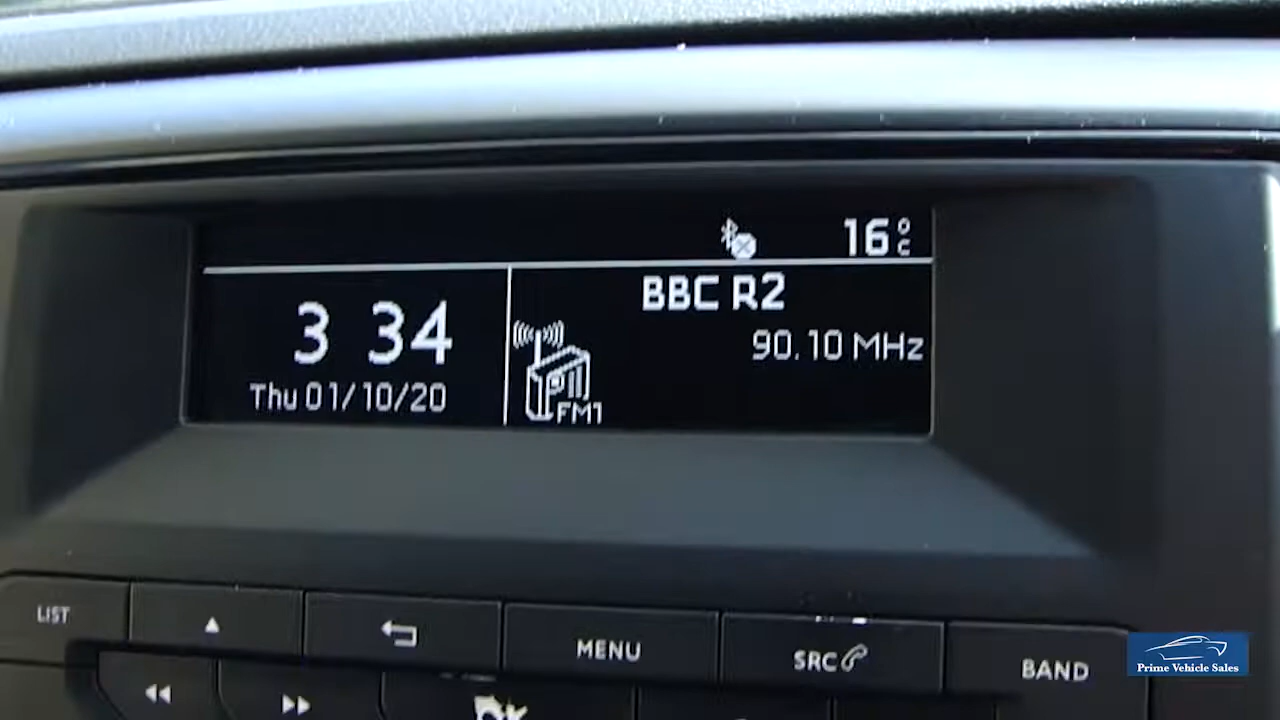 16°C
BBC R2
3 34
90.10 MHz
Thu 01/10/20
FM1
LIST
MENU
SRC
BAND
OK
Prime Vehicle Sales